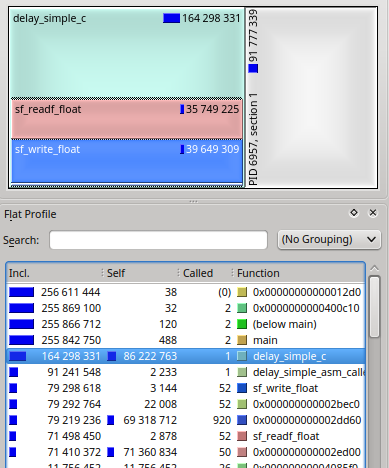 delay_simple_c 164 298 331
sf_readf_float 35 749 225
sf_write_float 39 649 309
PID 6957, section 1 91 777 339
Flat Profile
Search: (No Grouping)
Incl. Self Called Function
256 611 444 38 (0) 0x00000000000012d0
255 869 100 32 2 0x0000000000400c10
255 866 712 120 2 (below main)
255 842 750 488 2 main
164 298 331 86 222 763 1 delay_simple_c
91 241 548 2 233 1 delay_simple_asm_calle
79 298 618 3 144 52 sf_write_float
79 292 764 22 008 52 0x000000000002bec0
79 219 236 69 318 712 920 0x000000000002dd60
71 498 450 2 878 52 sf_readf_float
71 410 372 71 360 834 50 0x000000000002ed00
11 756 452 11 756 452